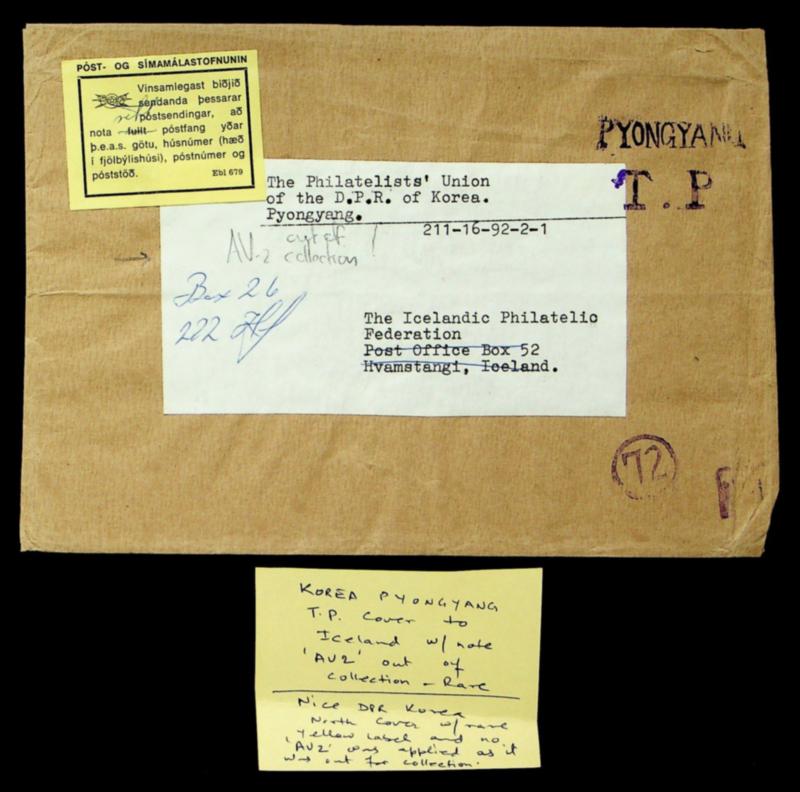 PÓST- OG SÍMAMÁLASTOFNUNIN
Vinsamlegast biðjið
sendanda þessarar
póstsendingar, að
rétt
nota fullt póstfang yðar
þ.e.a.s. götu, húsnúmer (hæð
í fjölbýlishúsi), póstnúmer og
póststöð. Ebl 679
PYONGYANG
T.P
The Philatelists' Union
of the D.P.R. of Korea.
Pyongyang.
211-16-92-2-1
out of !
AV-2 collection
Box 26
222 Hf
The Icelandic Philatelic
Federation
Post Office Box 52
Hvamstangi, Iceland.
72
KOREA PYONGYANG
T.P. Cover to
Iceland w/ note
'AV2' out of
collection - Rare
Nice DPR Korea
North Cover w/ rare
Yellow label and no
'AV2' was applied as it
was out for collection.